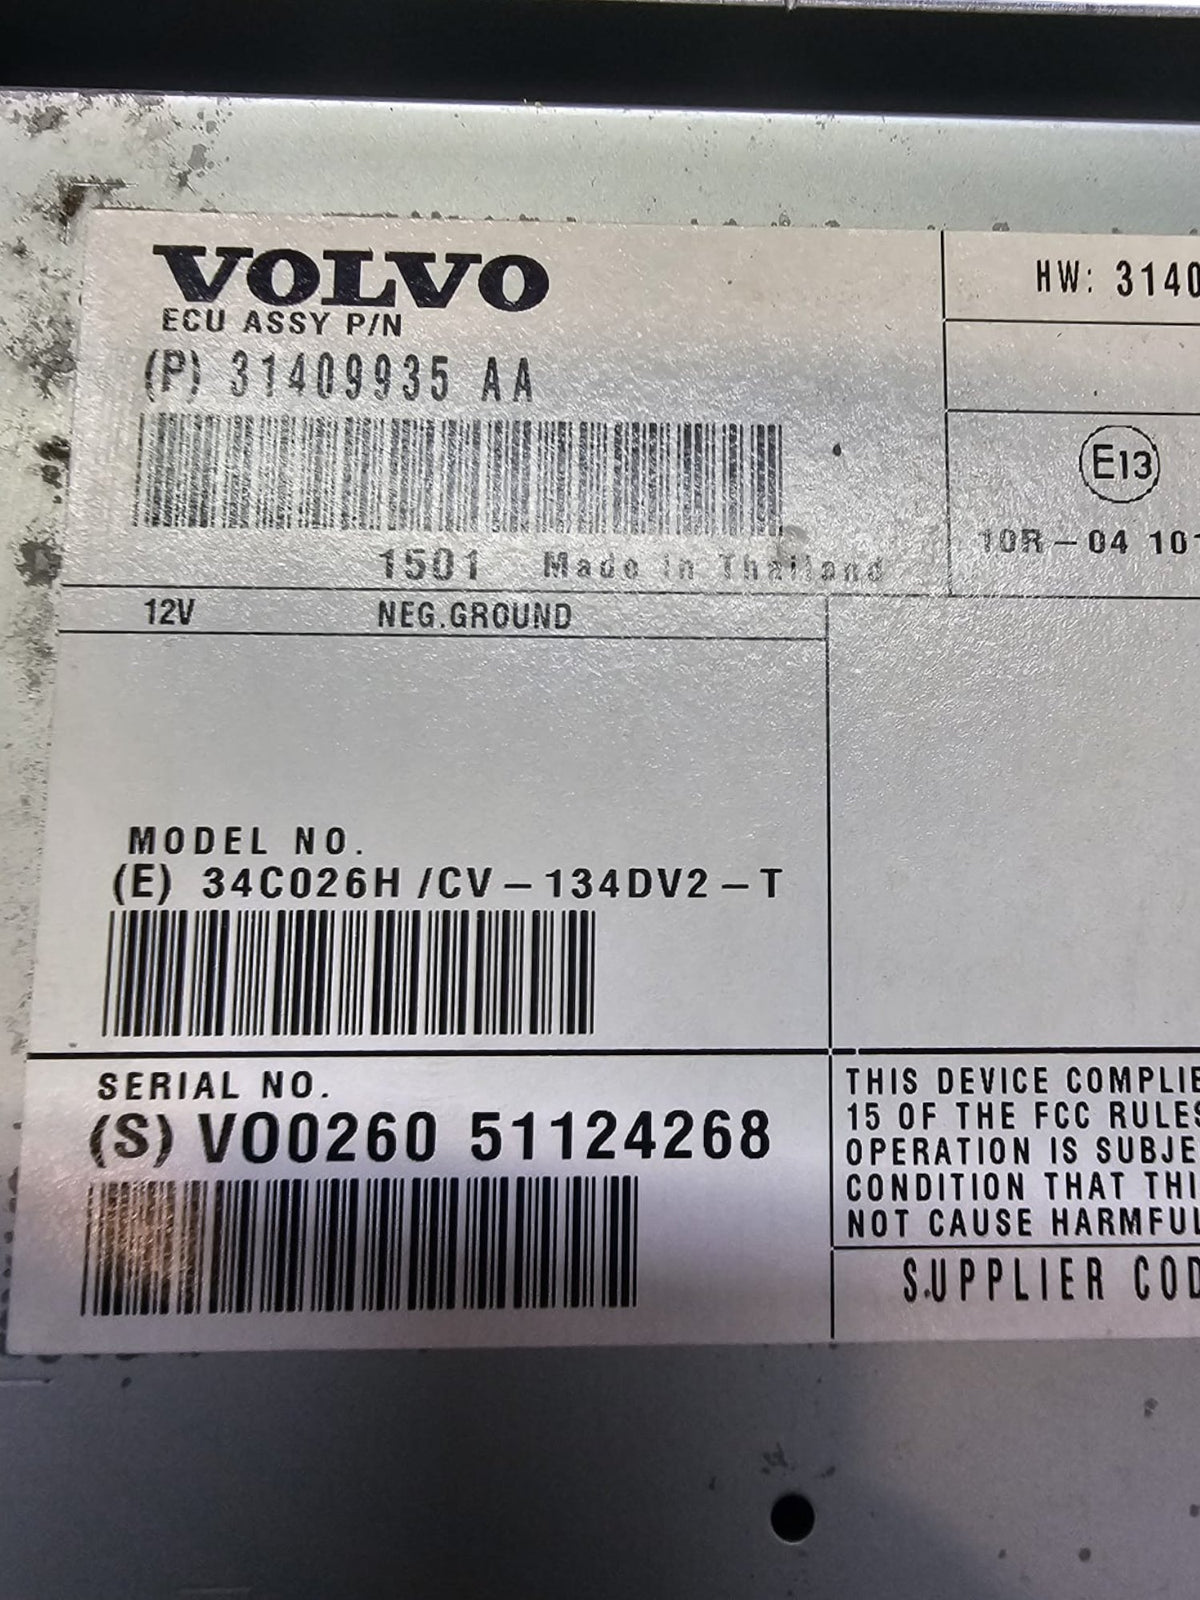 VOLVO
ECU ASSY P/N
(P) 31409935 AA
1501 Made in Thailand
12V NEG.GROUND
MODEL NO.
(E) 34C026H /CV-134DV2-T
SERIAL NO.
(S) VO0260 51124268
HW: 3140
E13
10R-04 101
THIS DEVICE COMPLIE
15 OF THE FCC RULES
OPERATION IS SUBJE
CONDITION THAT THI
NOT CAUSE HARMFUL
SUPPLIER COD